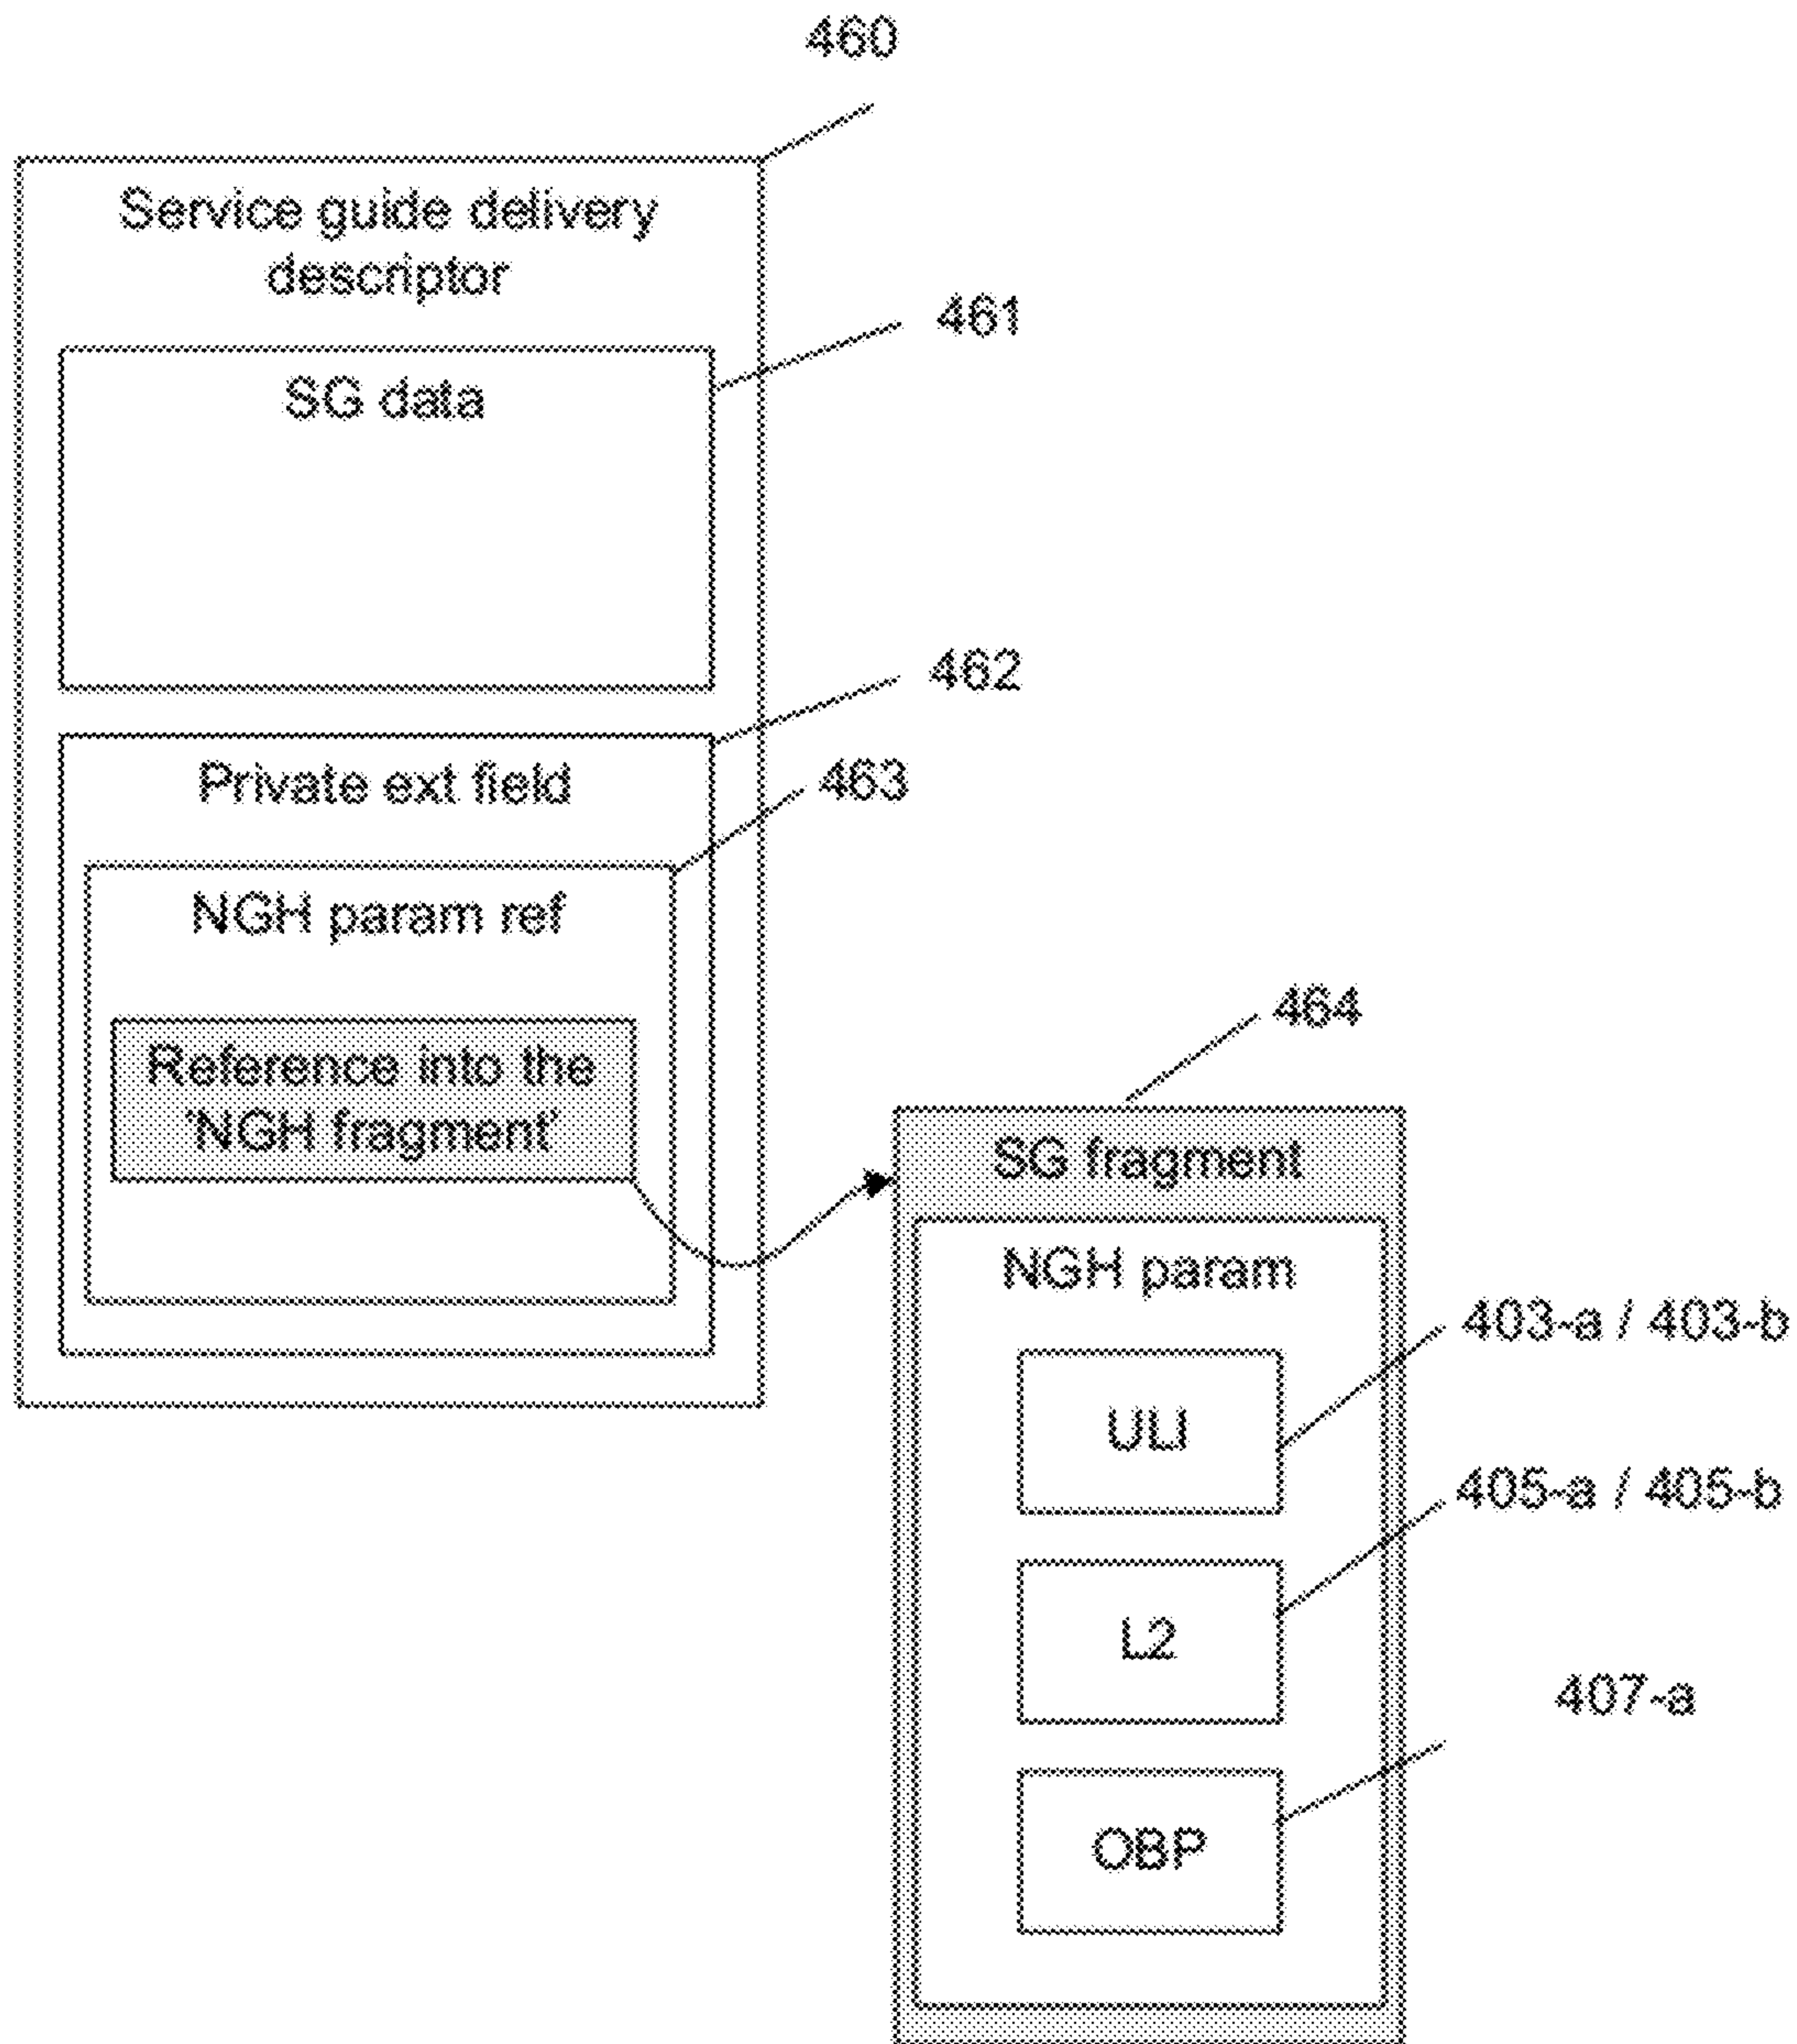 460
Service guide delivery
descriptor
461
SG data
462
Private ext field
463
NGH param ref
Reference into the
'NGH fragment'
464
SG fragment
NGH param
403-a / 403-b
ULI
405-a / 405-b
L2
407-a
OBP